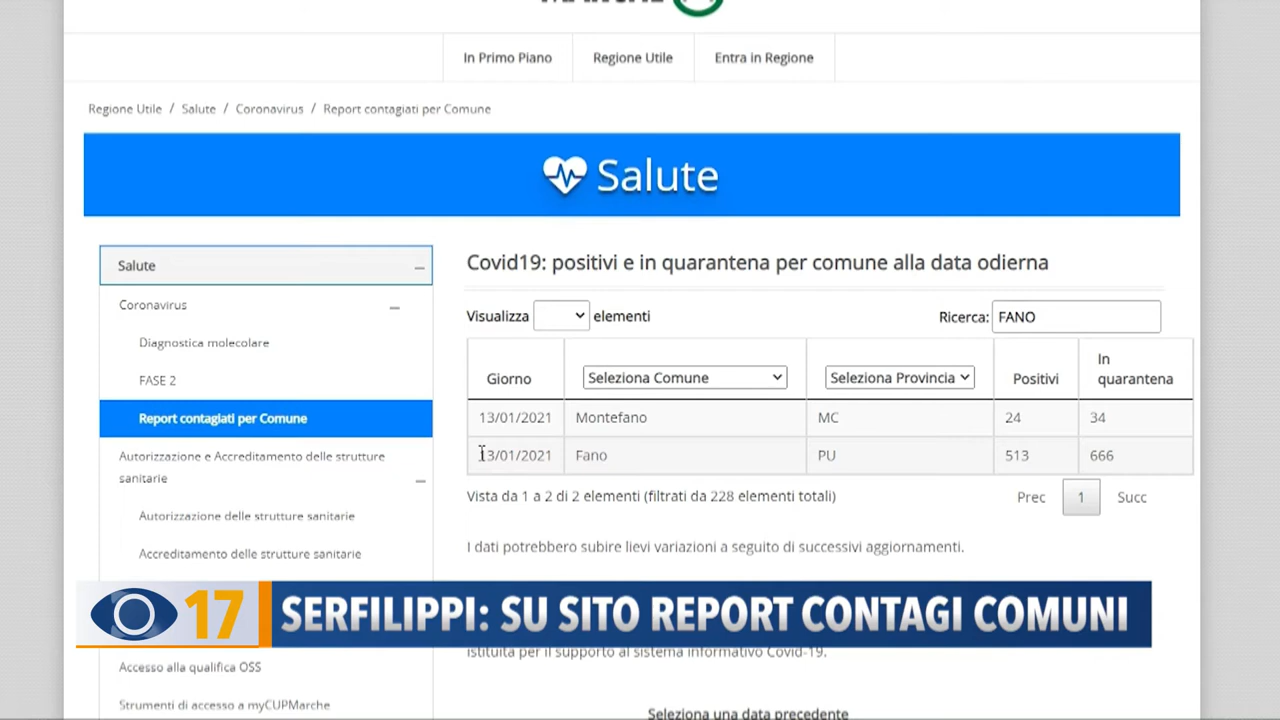 In Primo Piano
Regione Utile
Entra in Regione
Regione Utile / Salute / Coronavirus / Report contagiati per Comune
Salute
Salute
Coronavirus
Diagnostica molecolare
FASE 2
Report contagiati per Comune
Autorizzazione e Accreditamento delle strutture
sanitarie
Autorizzazione delle strutture sanitarie
Accreditamento delle strutture sanitarie
Accesso alla qualifica OSS
Strumenti di accesso a myCUPMarche
Covid19: positivi e in quarantena per comune alla data odierna
Visualizza elementi
Ricerca: FANO
Giorno Seleziona Comune Seleziona Provincia Positivi In
quarantena
13/01/2021 Montefano MC 24 34
13/01/2021 Fano PU 513 666
Vista da 1 a 2 di 2 elementi (filtrati da 228 elementi totali)
Prec 1 Succ
I dati potrebbero subire lievi variazioni a seguito di successivi aggiornamenti.
istituita per il supporto al sistema informativo Covid-19.
Seleziona una data precedente
17
SERFILIPPI: SU SITO REPORT CONTAGI COMUNI